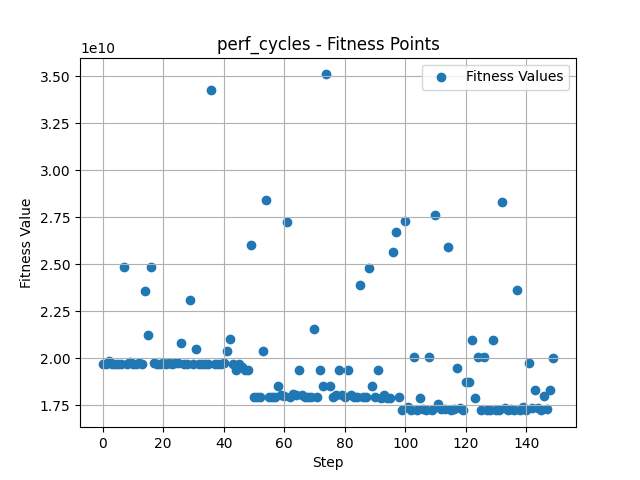 perf_cycles - Fitness Points
1e10
Fitness Values
3.50
3.25
3.00
2.75
2.50
2.25
2.00
1.75
Fitness Value
0 20 40 60 80 100 120 140
Step